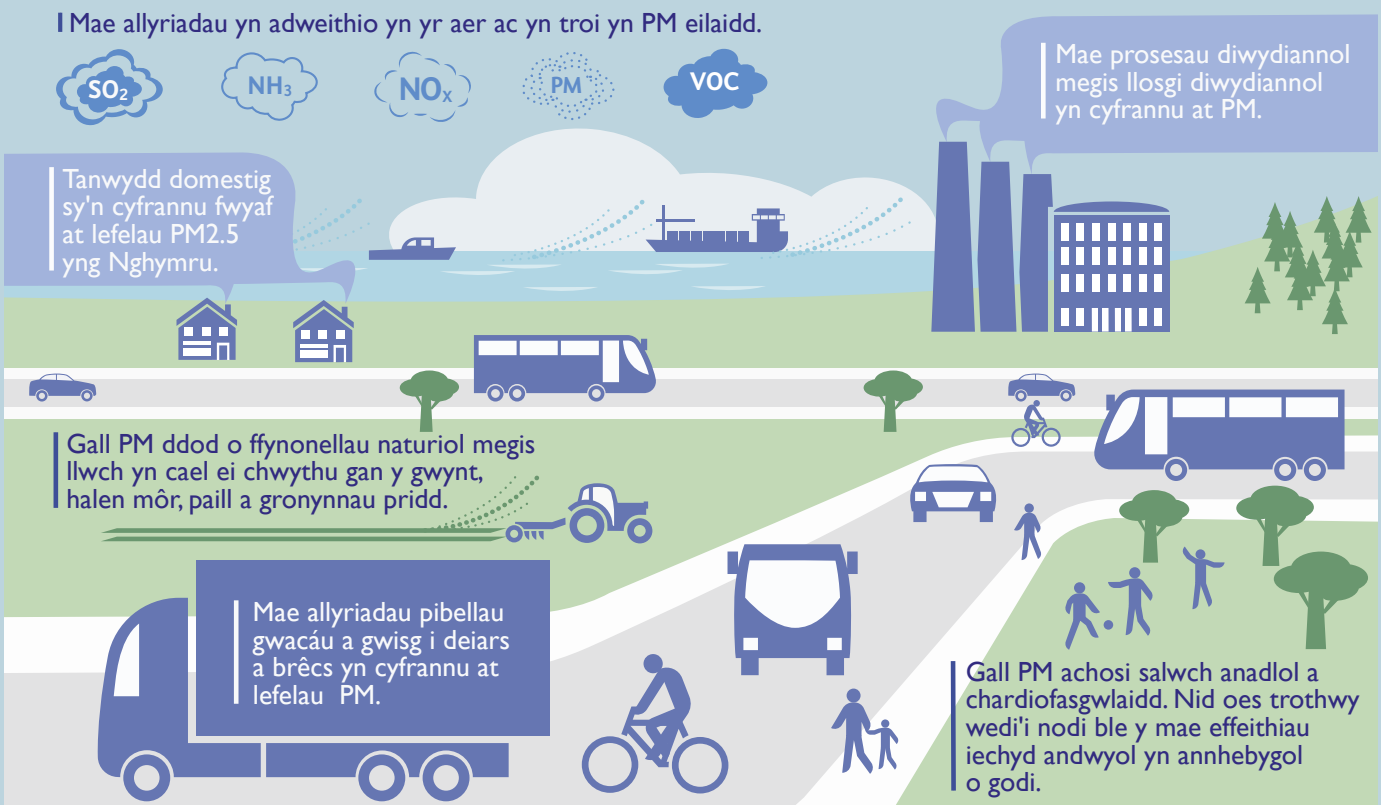 Mae allyriadau yn adweithio yn yr aer ac yn troi yn PM eilaidd.
SO₂
NH₃
NOₓ
PM
VOC
Mae prosesau diwydiannol
megis llosgi diwydiannol
yn cyfrannu at PM.
Tanwydd domestig
sy'n cyfrannu fwyaf
at lefelau PM2.5
yng Nghymru.
Gall PM ddod o ffynonellau naturiol megis
llwch yn cael ei chwythu gan y gwynt,
halen môr, paill a gronynnau pridd.
Mae allyriadau pibellau
gwacáu a gwisg i deiars
a brêcs yn cyfrannu at
lefelau PM.
Gall PM achosi salwch anadlol a
chardiofasgwlaidd. Nid oes trothwy
wedi'i nodi ble y mae effeithiau
iechyd andwyol yn annhebygol
o godi.